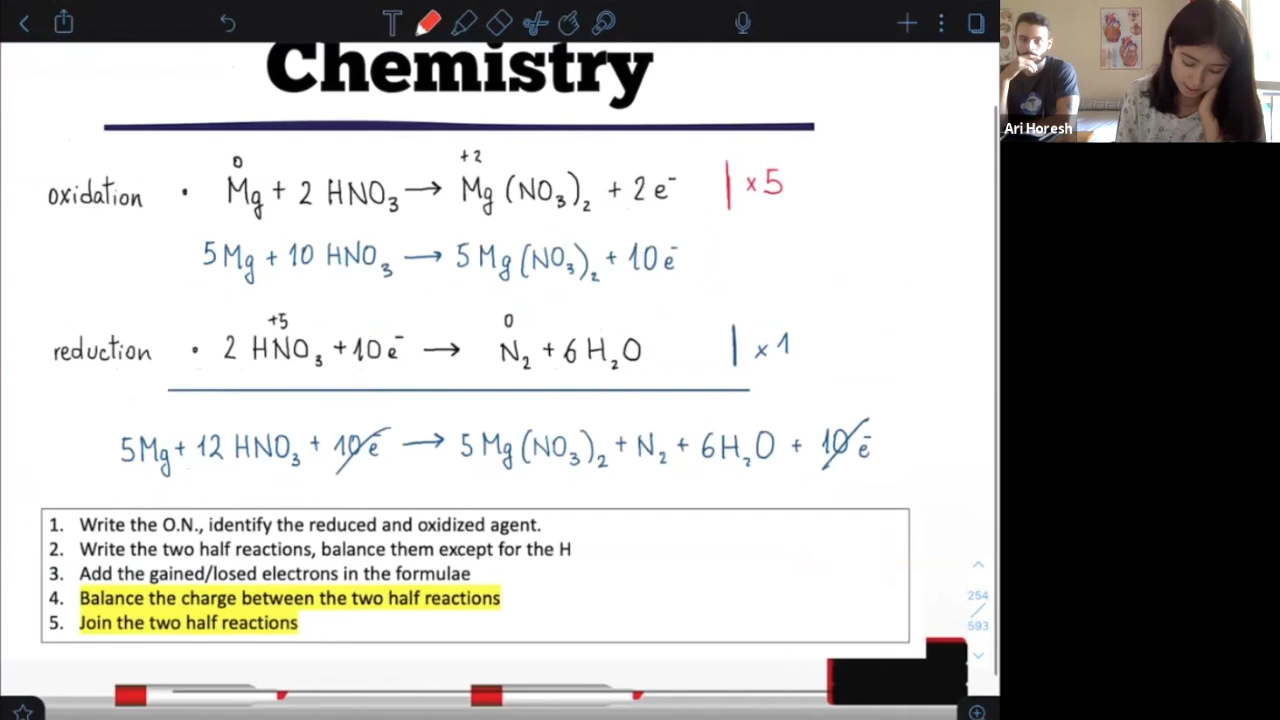 Chemistry
Ari Horesh
0 +2
oxidation · Mg + 2 HNO₃ → Mg (NO₃)₂ + 2 e⁻ | × 5
5 Mg + 10 HNO₃ → 5 Mg (NO₃)₂ + 10 e⁻
+5 0
reduction · 2 HNO₃ + 10 e⁻ → N₂ + 6 H₂O | × 1
5 Mg + 12 HNO₃ + 10 e⁻ → 5 Mg (NO₃)₂ + N₂ + 6 H₂O + 10 e⁻
1. Write the O.N., identify the reduced and oxidized agent.
2. Write the two half reactions, balance them except for the H
3. Add the gained/losed electrons in the formulae
4. Balance the charge between the two half reactions
5. Join the two half reactions
254
593